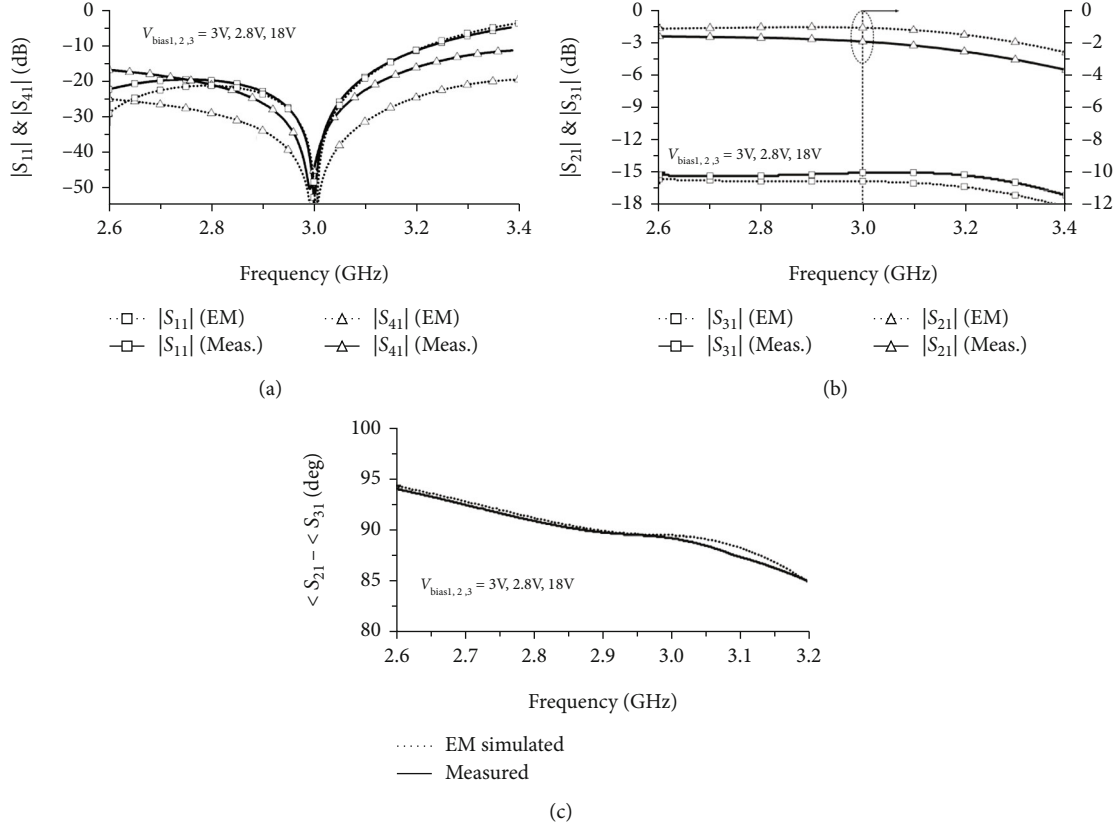 |S11| & |S41| (dB)
0
−10
−20
−30
−40
−50
Vbias1, 2, 3 = 3V, 2.8V, 18V
2.6 2.8 3.0 3.2 3.4
Frequency (GHz)
|S11| (EM) |S41| (EM)
|S11| (Meas.) |S41| (Meas.)
(a)
|S21| & |S31| (dB)
0
−3
−6
−9
−12
−15
−18
0
−2
−4
−6
−8
−10
−12
Vbias1, 2 ,3 = 3V, 2.8V, 18V
2.6 2.8 3.0 3.2 3.4
Frequency (GHz)
|S31| (EM) |S21| (EM)
|S31| (Meas.) |S21| (Meas.)
(b)
< S21 − < S31 (deg)
100
95
90
85
80
Vbias1, 2 ,3 = 3V, 2.8V, 18V
2.6 2.7 2.8 2.9 3.0 3.1 3.2
Frequency (GHz)
EM simulated
Measured
(c)